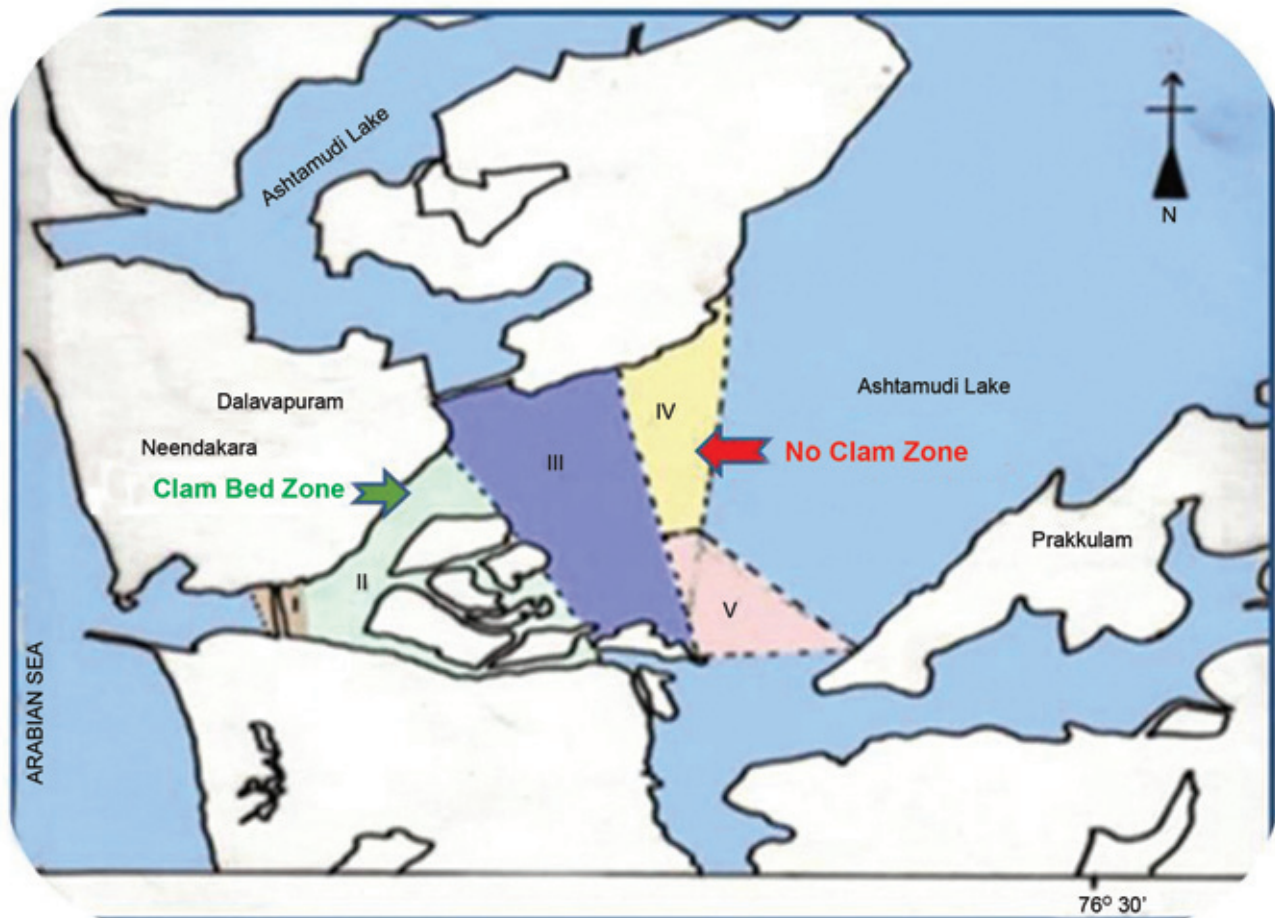 Ashtamudi Lake
N
Dalavapuram
Neendakara
Clam Bed Zone
I
II
III
IV
V
No Clam Zone
Ashtamudi Lake
Prakkulam
ARABIAN SEA
76° 30'